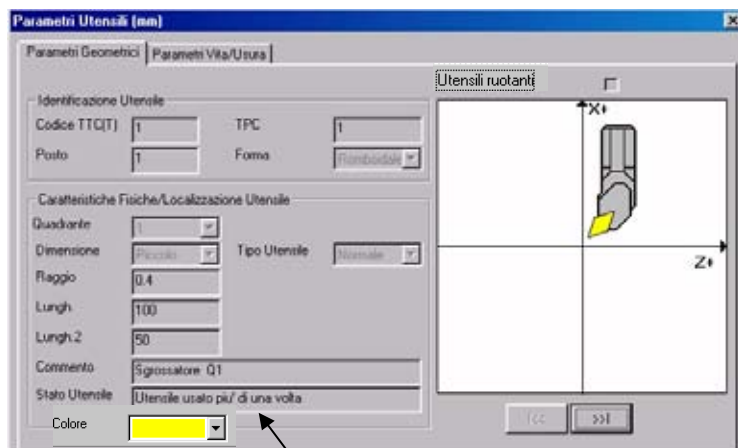 Parametri Utensili (mm)
Parametri Geometrici Parametri Vita/Usura
Utensili ruotanti
Identificazione Utensile
Codice TTC(T) 1 TPC 1
Posto 1 Forma Romboidale
Caratteristiche Fisiche/Localizzazione Utensile
Quadrante 1
Dimensione Piccolo Tipo Utensile Normale
Raggio 0.4
Lungh. 100
Lungh.2 50
Commento Sgrossatore Q1
Stato Utensile Utensile usato piu' di una volta
Colore
X+
Z+
|<< >>|